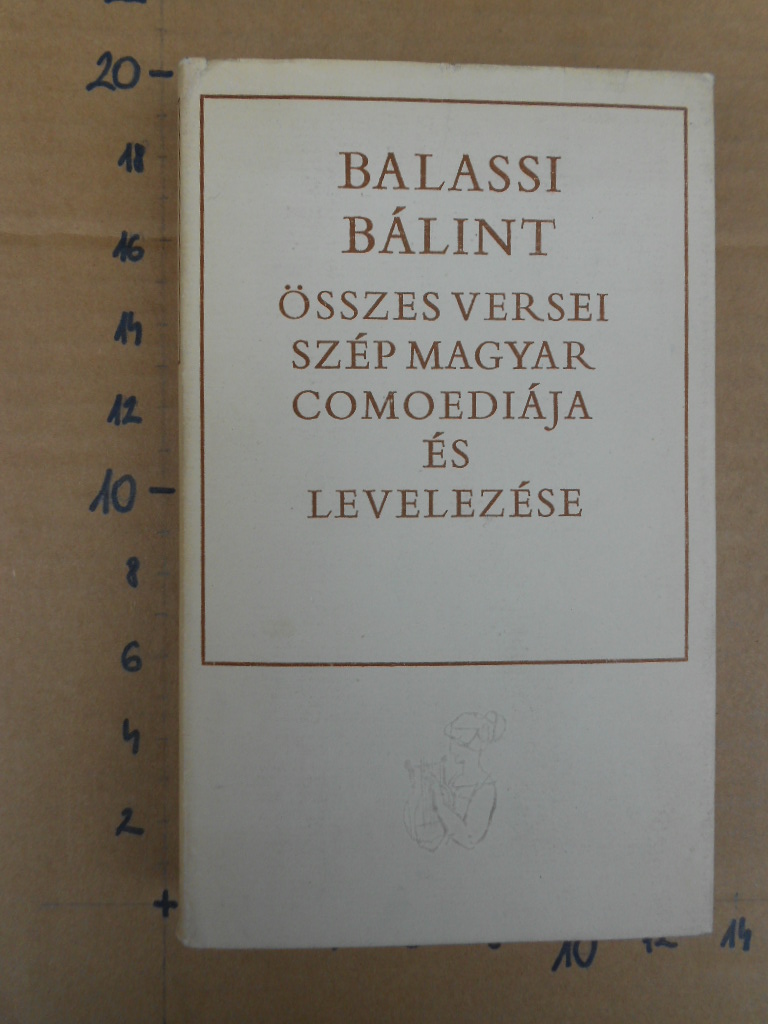 20
18
16
14
12
10
8
6
4
2
+
BALASSI
BÁLINT
ÖSSZES VERSEI
SZÉP MAGYAR
COMOEDIÁJA
ÉS
LEVELEZÉSE
10
12
14